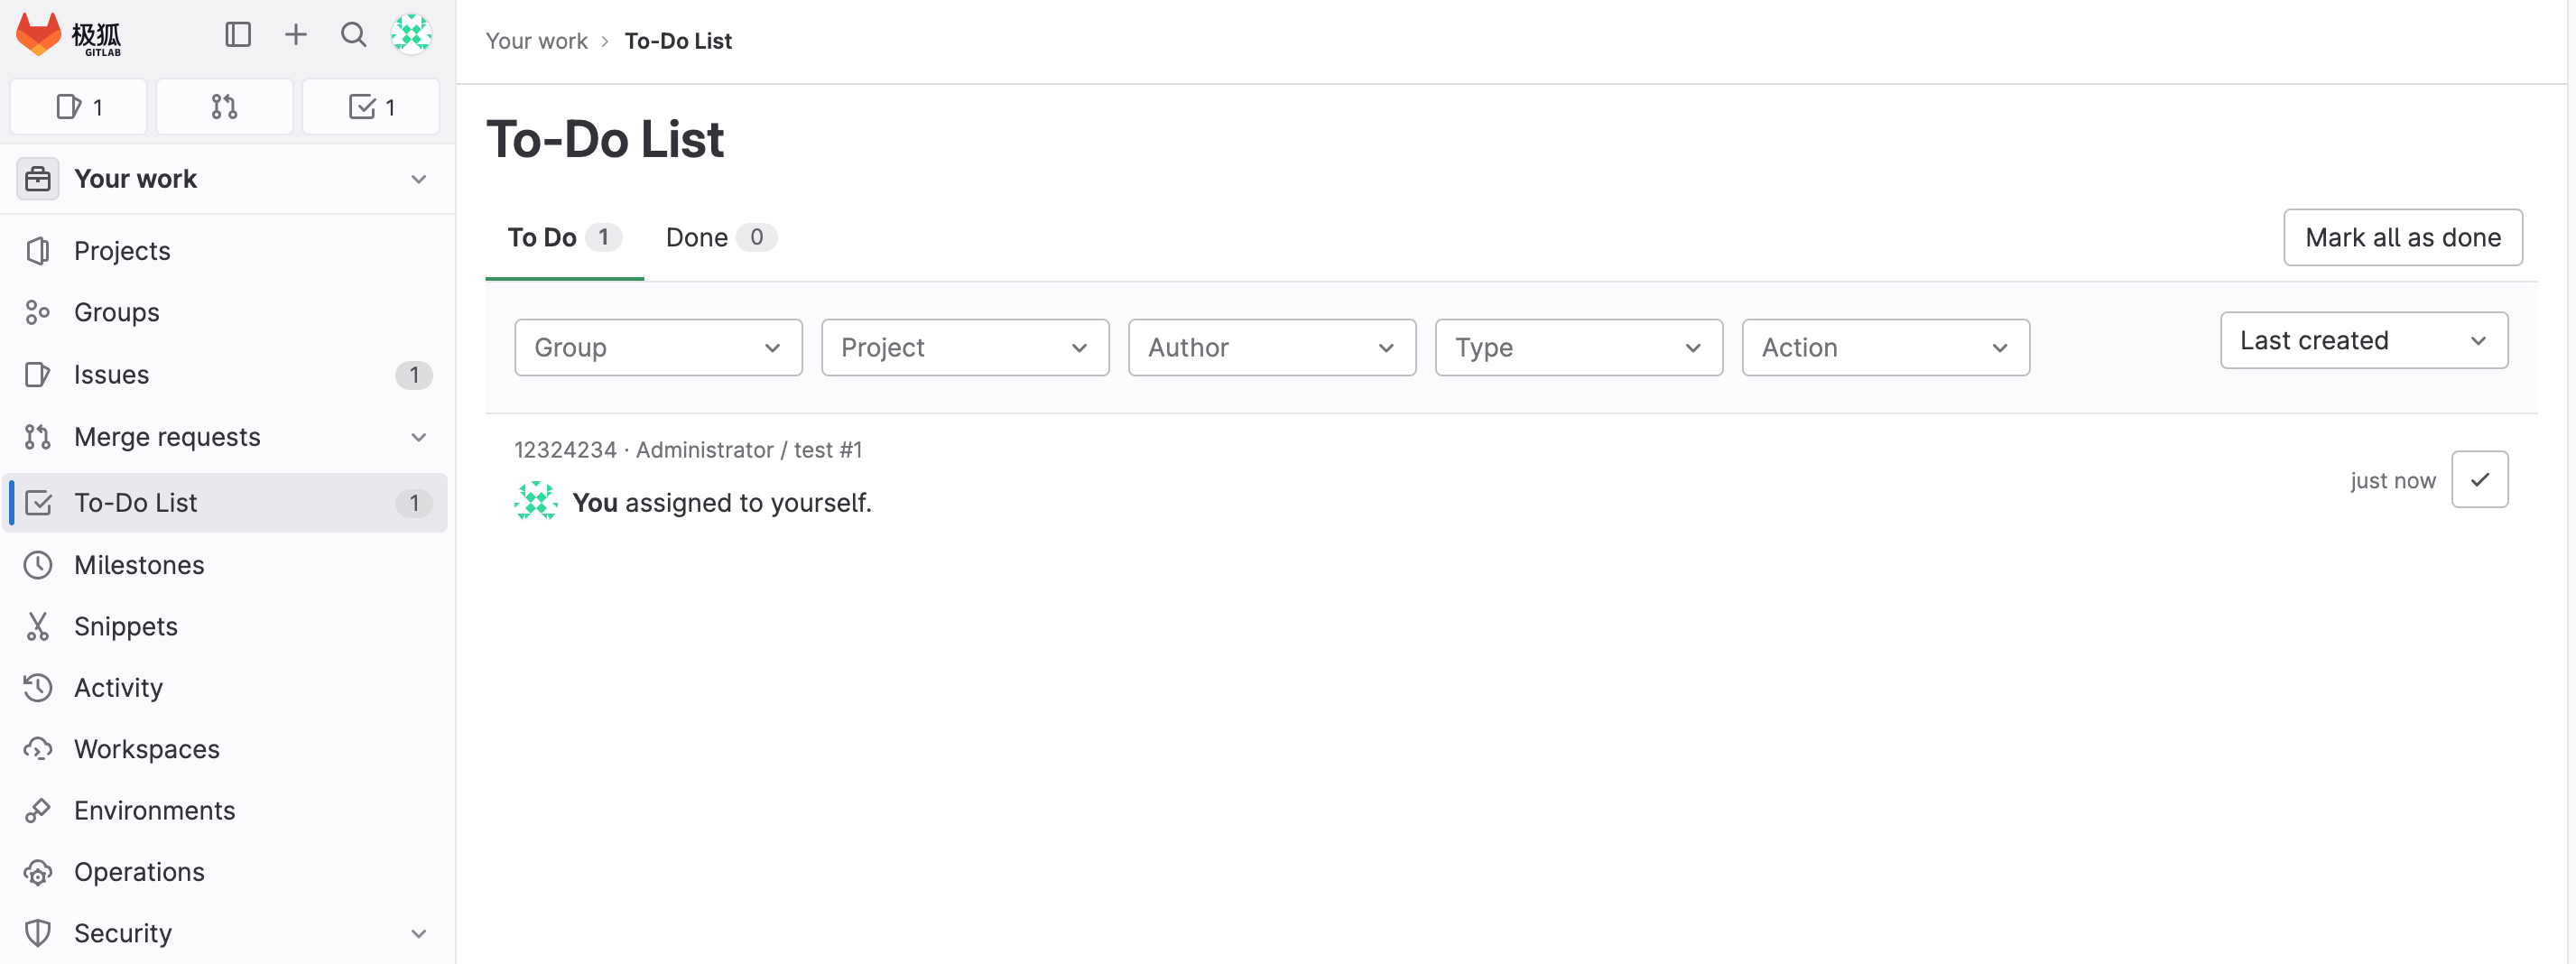 极狐
GITLAB
1
1
Your work
Projects
Groups
Issues 1
Merge requests
To-Do List 1
Milestones
Snippets
Activity
Workspaces
Environments
Operations
Security
Your work › To-Do List
To-Do List
To Do 1 Done 0 Mark all as done
Group Project Author Type Action Last created
12324234 · Administrator / test #1
You assigned to yourself. just now